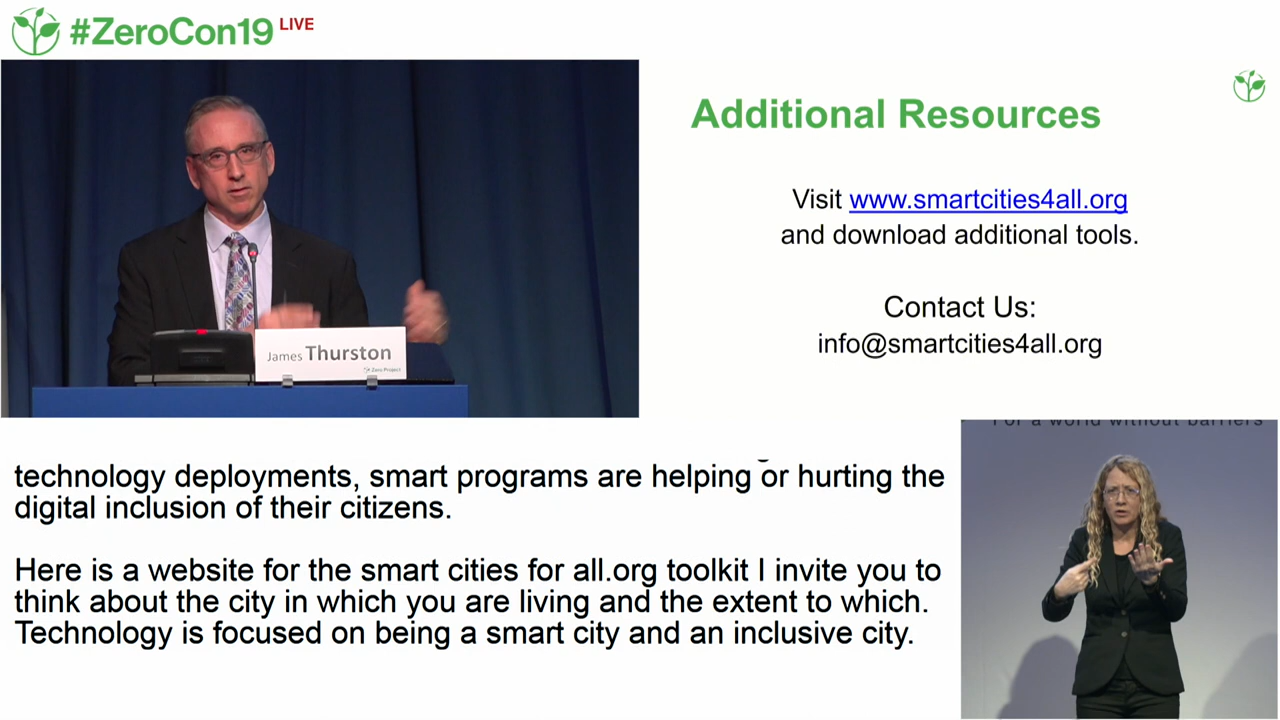 #ZeroCon19 LIVE
Additional Resources
Visit www.smartcities4all.org
and download additional tools.
Contact Us:
info@smartcities4all.org
James Thurston
Zero Project
For a world without barriers
technology deployments, smart programs are helping or hurting the
digital inclusion of their citizens.
Here is a website for the smart cities for all.org toolkit I invite you to
think about the city in which you are living and the extent to which.
Technology is focused on being a smart city and an inclusive city.